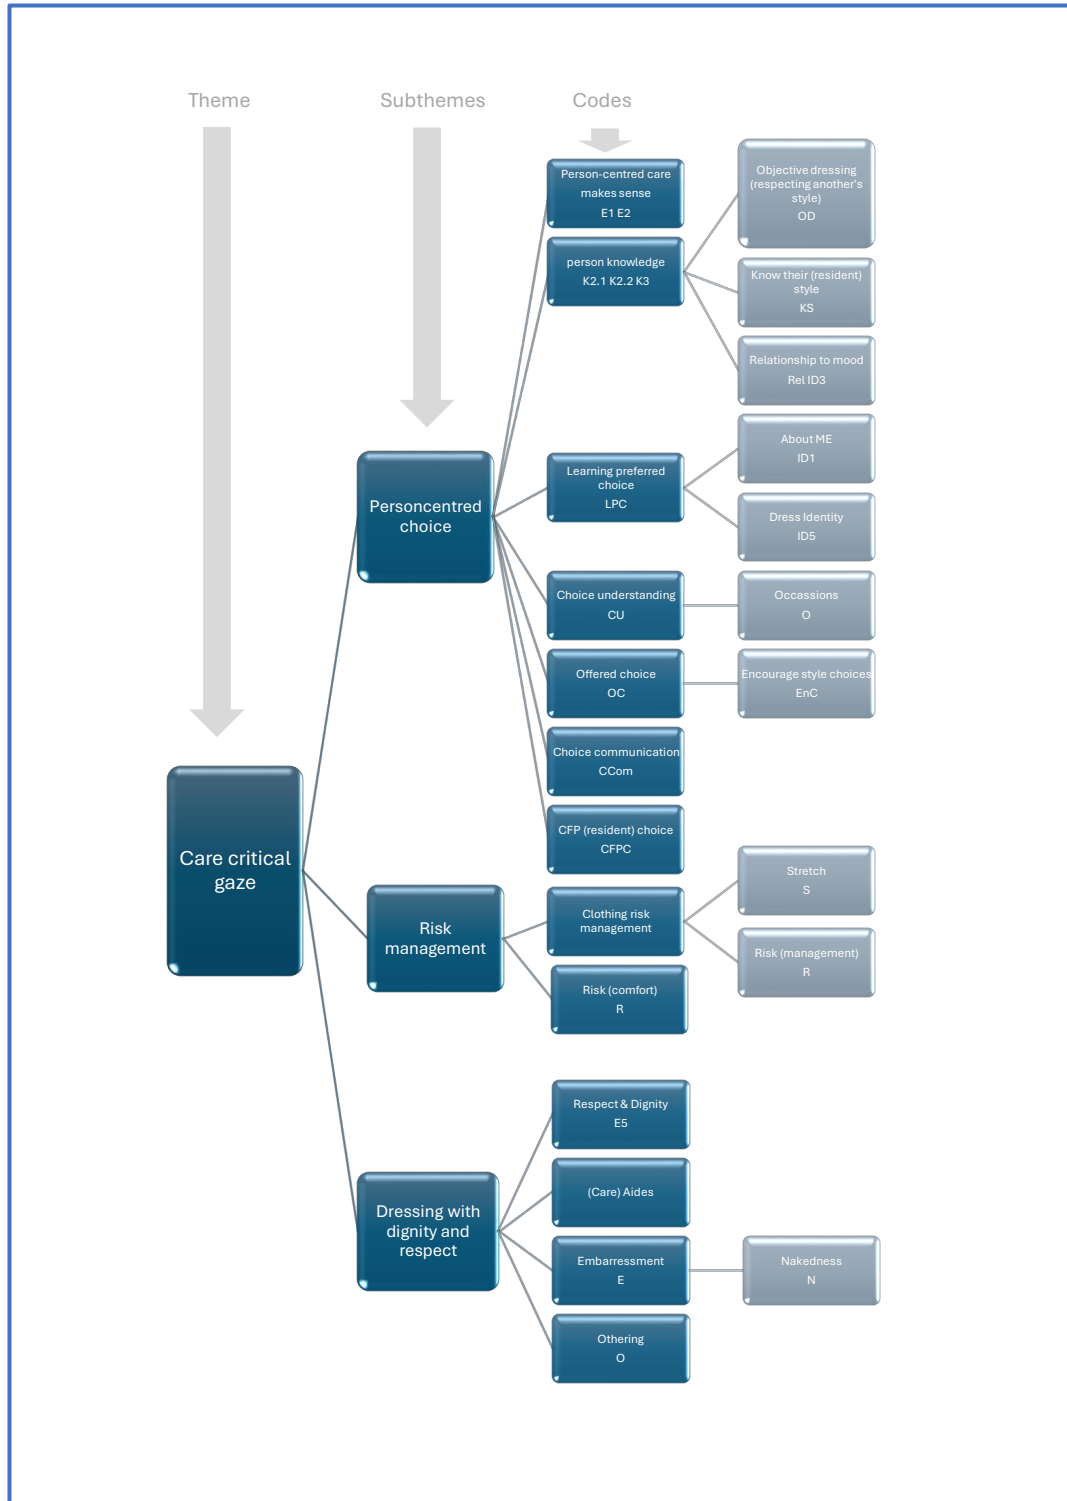 Theme
Subthemes
Codes
Person-centred care
makes sense
E1 E2
person knowledge
K2.1 K2.2 K3
Objective dressing
(respecting another's
style)
OD
Know their (resident)
style
KS
Relationship to mood
Rel ID3
Personcentred
choice
Learning preferred
choice
LPC
About ME
ID1
Dress Identity
ID5
Choice understanding
CU
Occassions
O
Offered choice
OC
Encourage style choices
EnC
Choice communication
CCom
CFP (resident) choice
CFPC
Care critical
gaze
Risk
management
Clothing risk
management
Stretch
S
Risk (management)
R
Risk (comfort)
R
Dressing with
dignity and
respect
Respect & Dignity
E5
(Care) Aides
Embarressment
E
Nakedness
N
Othering
O